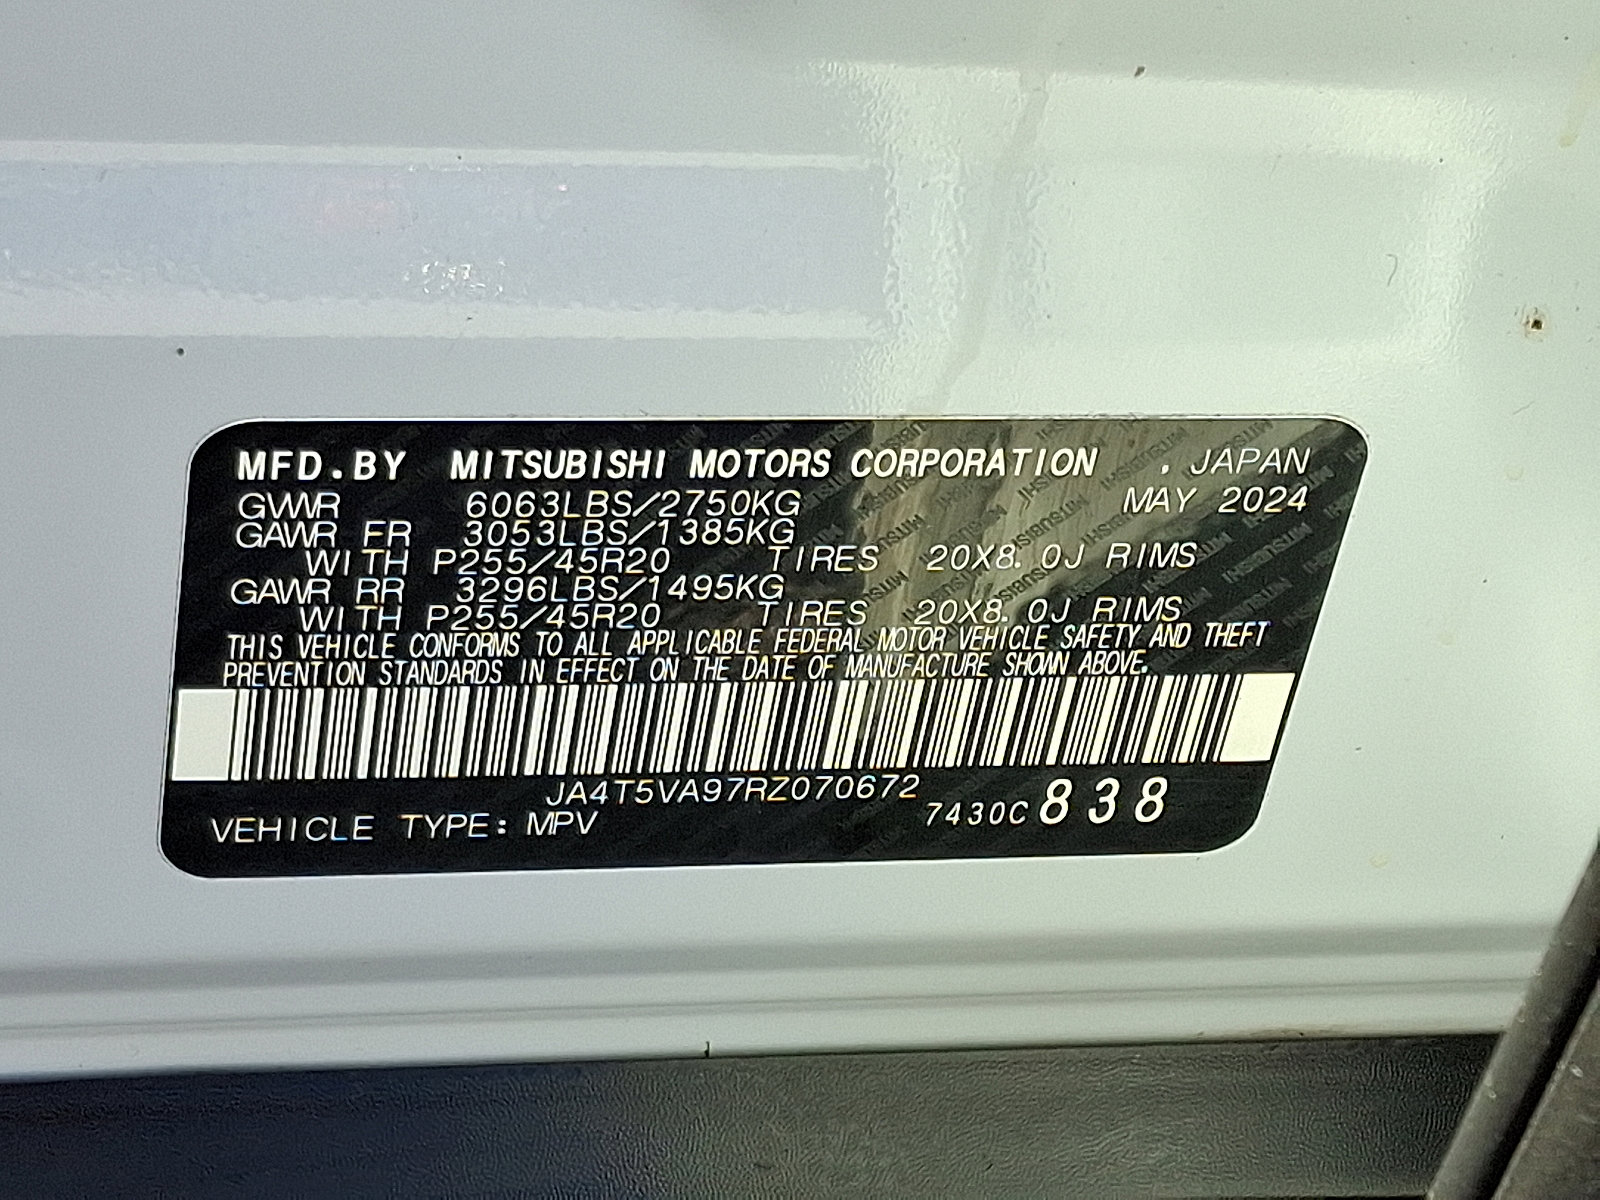 MFD.BY MITSUBISHI MOTORS CORPORATION . JAPAN
GVWR 6063LBS/2750KG MAY 2024
GAWR FR 3053LBS/1385KG
WITH P255/45R20 TIRES 20X8.0J RIMS
GAWR RR 3296LBS/1495KG
WITH P255/45R20 TIRES 20X8.0J RIMS
THIS VEHICLE CONFORMS TO ALL APPLICABLE FEDERAL MOTOR VEHICLE SAFETY AND THEFT
PREVENTION STANDARDS IN EFFECT ON THE DATE OF MANUFACTURE SHOWN ABOVE.
JA4T5VA97RZ070672
VEHICLE TYPE: MPV 7430C 838